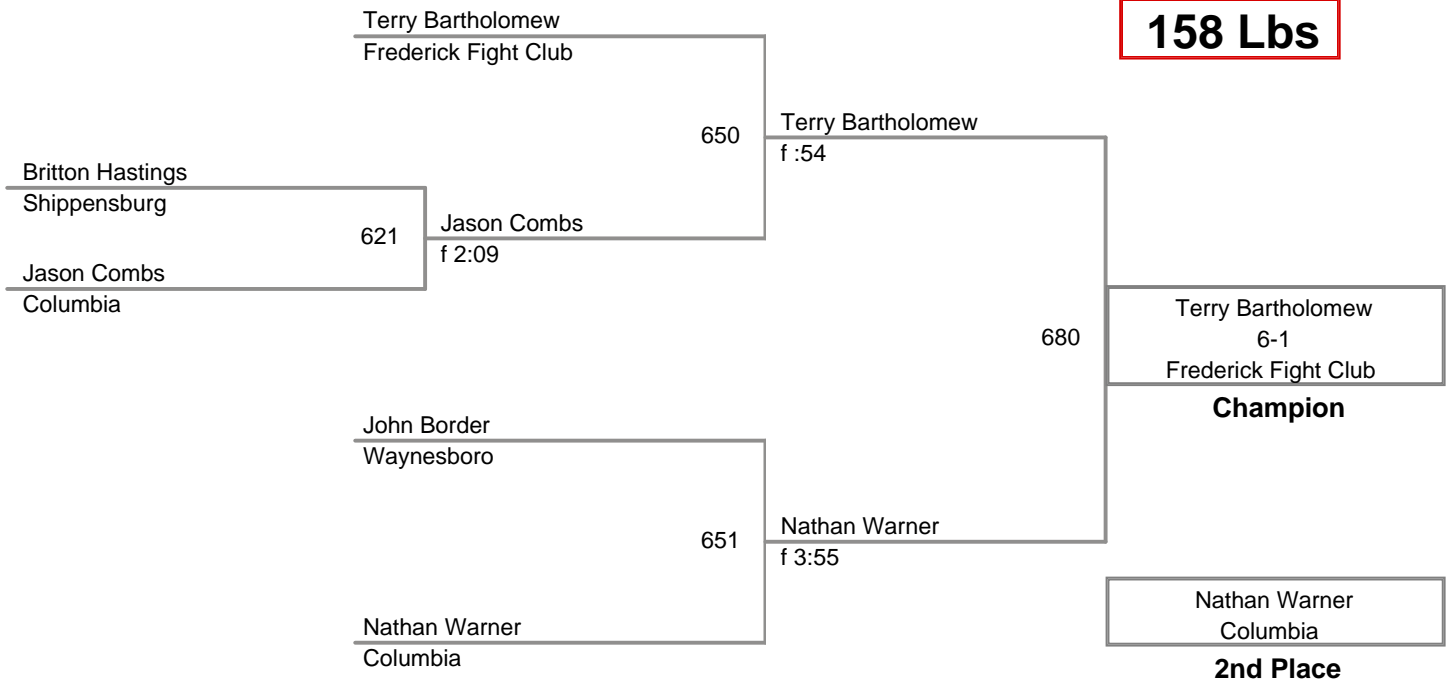 158 Lbs
Terry Bartholomew
Frederick Fight Club
650
Terry Bartholomew
f :54
Britton Hastings
Shippensburg
621
Jason Combs
f 2:09
Jason Combs
Columbia
680
Terry Bartholomew
6-1
Frederick Fight Club
Champion
John Border
Waynesboro
651
Nathan Warner
f 3:55
Nathan Warner
Columbia
Nathan Warner
Columbia
2nd Place